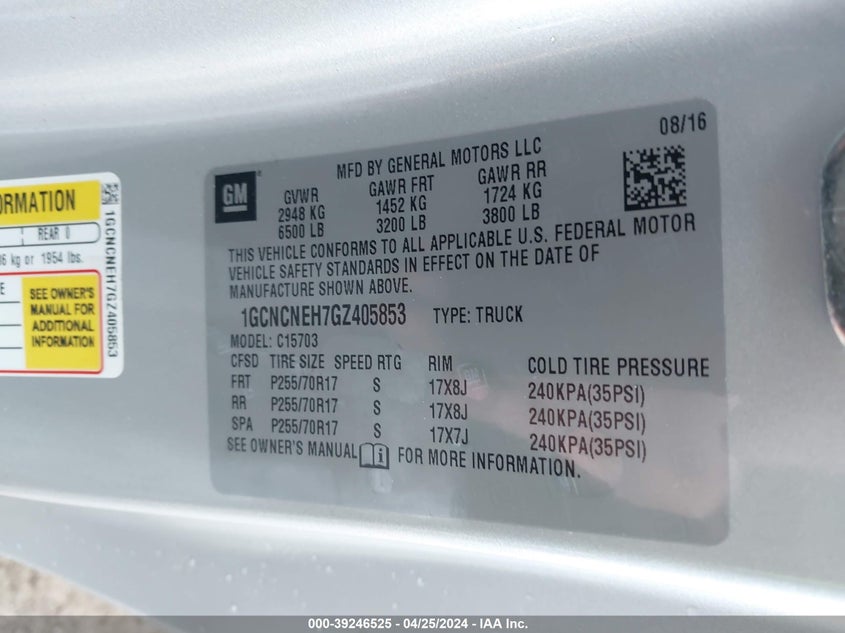 08/16
MFD BY GENERAL MOTORS LLC
GM
GVWR GAWR FRT GAWR RR
2948 KG 1452 KG 1724 KG
6500 LB 3200 LB 3800 LB
THIS VEHICLE CONFORMS TO ALL APPLICABLE U.S. FEDERAL MOTOR
VEHICLE SAFETY STANDARDS IN EFFECT ON THE DATE OF
MANUFACTURE SHOWN ABOVE.
1GCNCNEH7GZ405853 TYPE: TRUCK
MODEL: C15703
CFSD TIRE SIZE SPEED RTG RIM COLD TIRE PRESSURE
FRT P255/70R17 S 17X8J 240KPA(35PSI)
RR P255/70R17 S 17X8J 240KPA(35PSI)
SPA P255/70R17 S 17X7J 240KPA(35PSI)
SEE OWNER'S MANUAL FOR MORE INFORMATION.
REAR 0
kg or 1954 lbs.
SEE OWNER'S
MANUAL FOR
ADDITIONAL
INFORMATION
1GCNCNEH7GZ405853
000-39246525 - 04/25/2024 - IAA Inc.